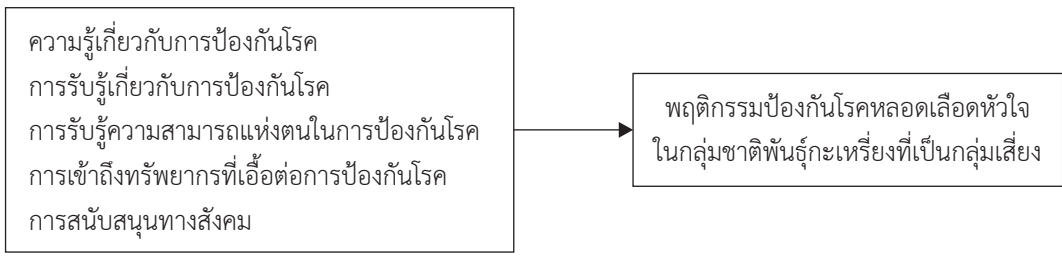 ความรู้เกี่ยวกับการป้องกันโรค
การรับรู้เกี่ยวกับการป้องกันโรค
การรับรู้ความสามารถแห่งตนในการป้องกันโรค
การเข้าถึงทรัพยากรที่เอื้อต่อการป้องกันโรค
การสนับสนุนทางสังคม
พฤติกรรมป้องกันโรคหลอดเลือดหัวใจ
ในกลุ่มชาติพันธุ์กะเหรี่ยงที่เป็นกลุ่มเสี่ยง